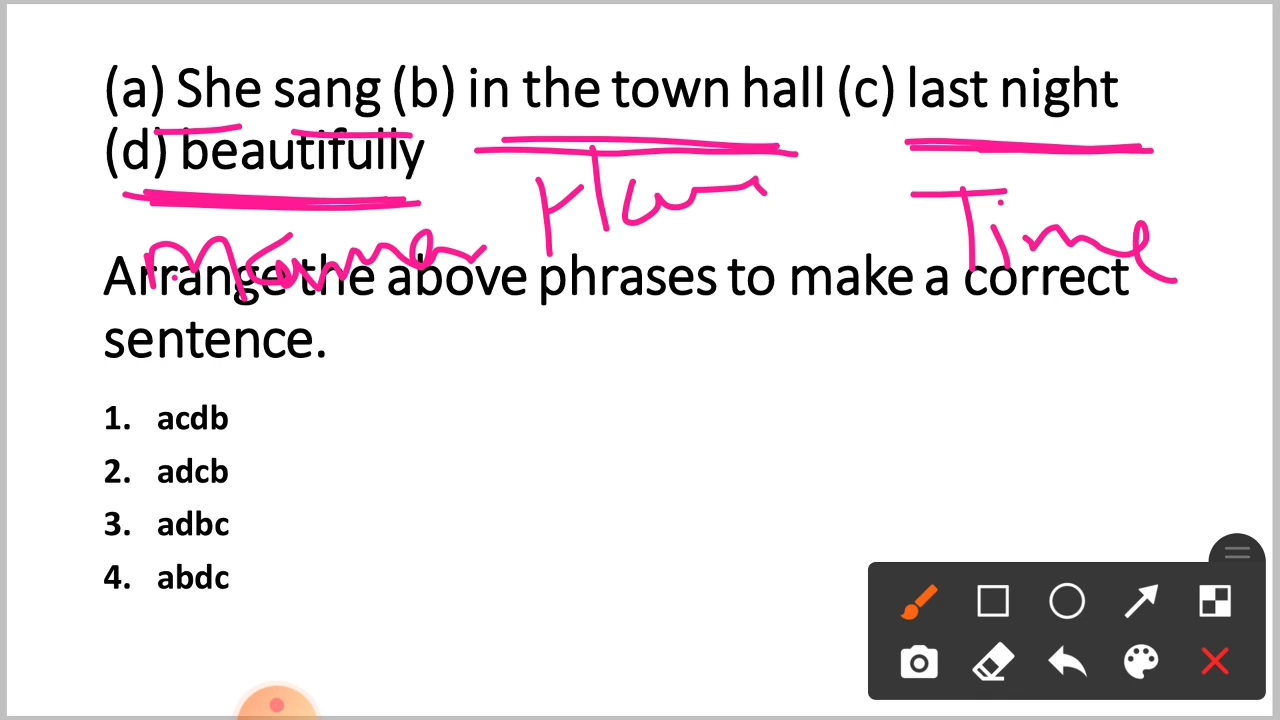 (a) She sang (b) in the town hall (c) last night
(d) beautifully
Manner
Place
Time
Arrange the above phrases to make a correct
sentence.
1. acdb
2. adcb
3. adbc
4. abdc